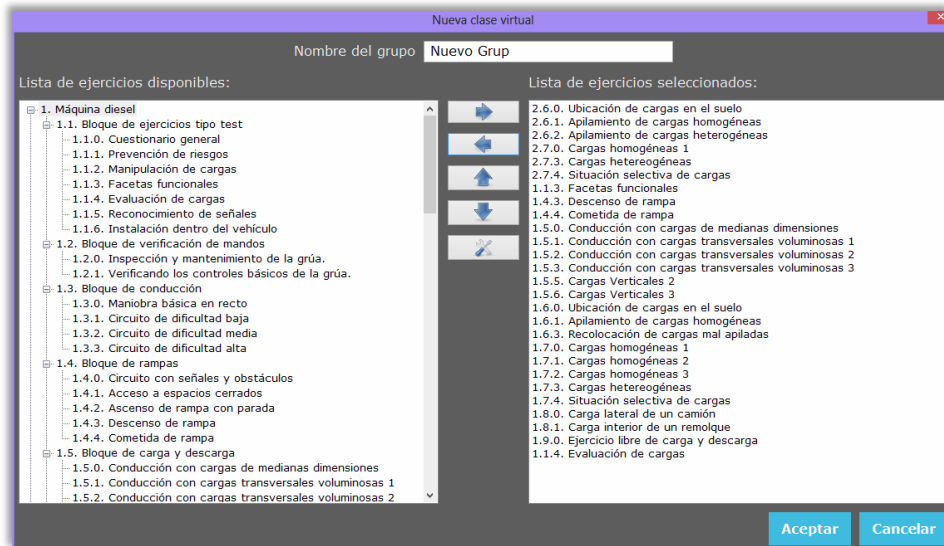 Nueva clase virtual
Nombre del grupo Nuevo Grup
Lista de ejercicios disponibles:
1. Máquina diesel
1.1. Bloque de ejercicios tipo test
1.1.0. Cuestionario general
1.1.1. Prevención de riesgos
1.1.2. Manipulación de cargas
1.1.3. Facetas funcionales
1.1.4. Evaluación de cargas
1.1.5. Reconocimiento de señales
1.1.6. Instalación dentro del vehículo
1.2. Bloque de verificación de mandos
1.2.0. Inspección y mantenimiento de la grúa.
1.2.1. Verificando los controles básicos de la grúa.
1.3. Bloque de conducción
1.3.0. Maniobra básica en recto
1.3.1. Circuito de dificultad baja
1.3.2. Circuito de dificultad media
1.3.3. Circuito de dificultad alta
1.4. Bloque de rampas
1.4.0. Circuito con señales y obstáculos
1.4.1. Acceso a espacios cerrados
1.4.2. Ascenso de rampa con parada
1.4.3. Descenso de rampa
1.4.4. Cometida de rampa
1.5. Bloque de carga y descarga
1.5.0. Conducción con cargas de medianas dimensiones
1.5.1. Conducción con cargas transversales voluminosas 1
1.5.2. Conducción con cargas transversales voluminosas 2
Lista de ejercicios seleccionados:
2.6.0. Ubicación de cargas en el suelo
2.6.1. Apilamiento de cargas homogéneas
2.6.2. Apilamiento de cargas heterogéneas
2.7.0. Cargas homogéneas 1
2.7.3. Cargas hetereogéneas
2.7.4. Situación selectiva de cargas
1.1.3. Facetas funcionales
1.4.3. Descenso de rampa
1.4.4. Cometida de rampa
1.5.0. Conducción con cargas de medianas dimensiones
1.5.1. Conducción con cargas transversales voluminosas 1
1.5.2. Conducción con cargas transversales voluminosas 2
1.5.3. Conducción con cargas transversales voluminosas 3
1.5.5. Cargas Verticales 2
1.5.6. Cargas Verticales 3
1.6.0. Ubicación de cargas en el suelo
1.6.1. Apilamiento de cargas homogéneas
1.6.3. Recolocación de cargas mal apiladas
1.7.0. Cargas homogéneas 1
1.7.1. Cargas homogéneas 2
1.7.2. Cargas homogéneas 3
1.7.3. Cargas hetereogéneas
1.7.4. Situación selectiva de cargas
1.8.0. Carga lateral de un camión
1.8.1. Carga interior de un remolque
1.9.0. Ejercicio libre de carga y descarga
1.1.4. Evaluación de cargas
Aceptar Cancelar